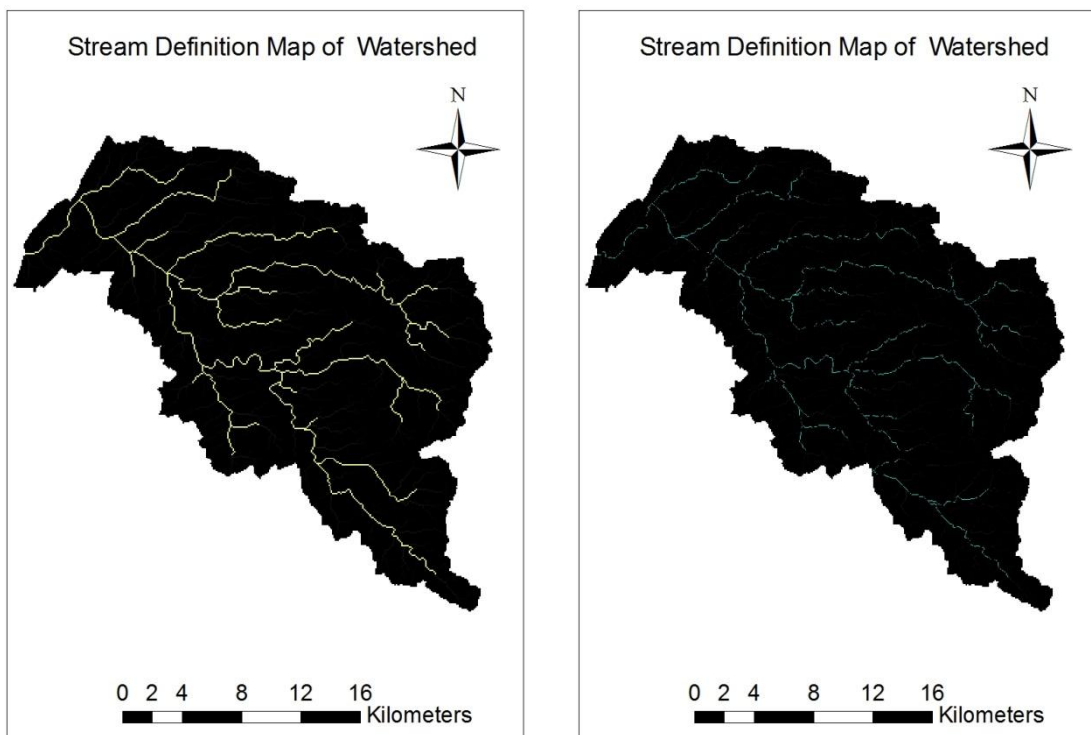 Stream Definition Map of  Watershed
N
0 2 4 8 12 16
Kilometers
Stream Definition Map of  Watershed
N
0 2 4 8 12 16
Kilometers